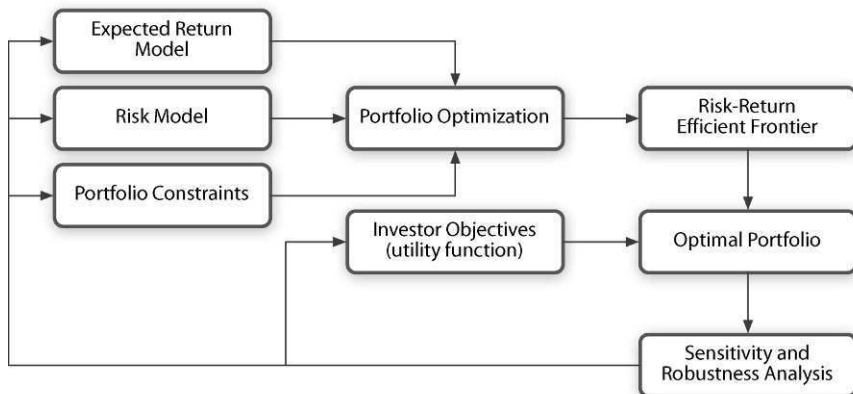 Expected Return
Model
Risk Model
Portfolio Constraints
Portfolio Optimization
Investor Objectives
(utility function)
Risk-Return
Efficient Frontier
Optimal Portfolio
Sensitivity and
Robustness Analysis